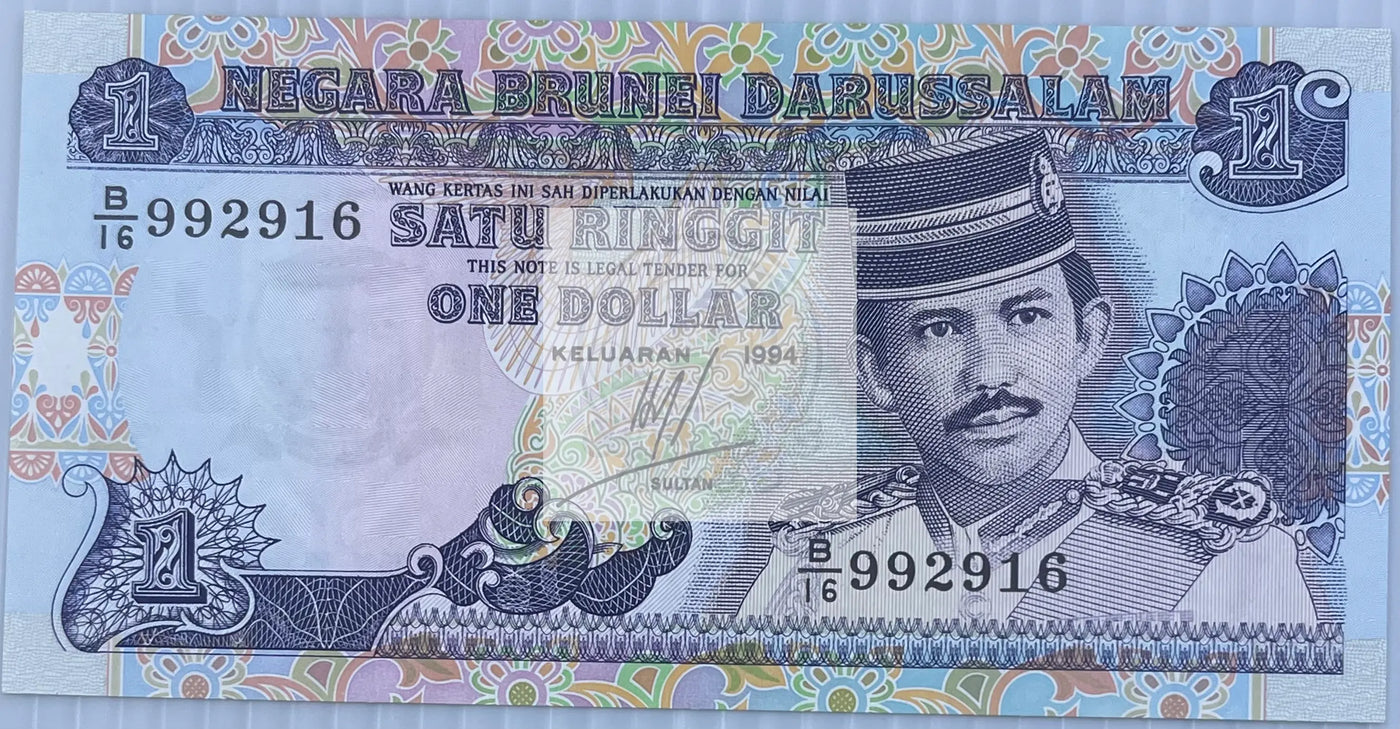 1
NEGARA BRUNEI DARUSSALAM
1
WANG KERTAS INI SAH DIPERLAKUKAN DENGAN NILAI
B/16 992916
SATU RINGGIT
THIS NOTE IS LEGAL TENDER FOR
ONE DOLLAR
KELUARAN / 1994
SULTAN
1
B/16 992916